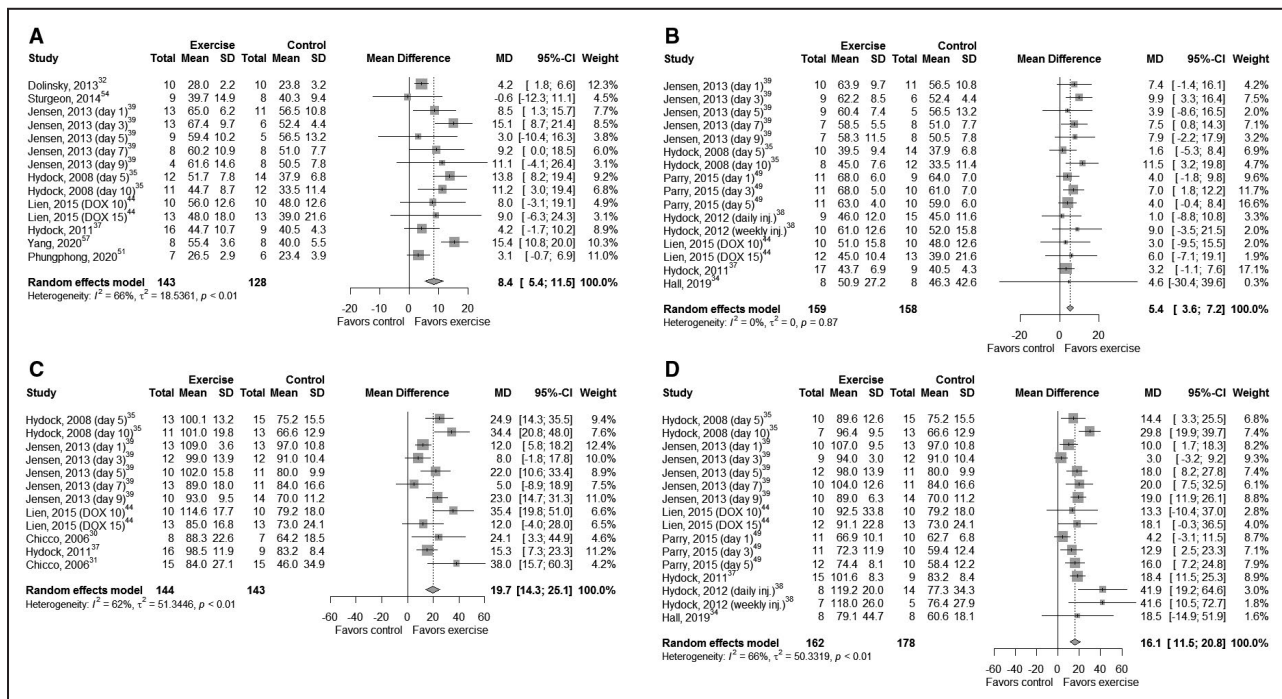 A
Exercise Control
Study Total Mean SD Total Mean SD Mean Difference MD 95%-CI Weight
Dolinsky, 2013³² 10 28.0 2.2 10 23.8 3.2 4.2 [ 1.8; 6.6] 12.3%
Sturgeon, 2014⁵⁴ 9 39.7 14.9 8 40.3 9.4 -0.6 [-12.3; 11.1] 4.5%
Jensen, 2013 (day 1)³⁹ 13 65.0 6.2 11 56.5 10.8 8.5 [ 1.3; 15.7] 7.7%
Jensen, 2013 (day 3)³⁹ 13 67.4 9.7 6 52.4 4.4 15.1 [ 8.7; 21.4] 8.4%
Jensen, 2013 (day 5)³⁹ 9 59.4 10.2 5 56.5 13.2 3.0 [-10.4; 16.3] 3.8%
Jensen, 2013 (day 7)³⁹ 8 60.2 10.9 8 51.0 7.7 9.2 [ 0.0; 18.5] 6.1%
Jensen, 2013 (day 9)³⁹ 4 61.6 14.6 8 50.5 7.8 11.1 [-4.1; 26.4] 3.1%
Hydock, 2008 (day 5)³⁵ 12 51.7 7.8 14 37.9 6.8 13.8 [ 8.2; 19.4] 9.1%
Hydock, 2008 (day 10)³⁵ 11 44.7 8.7 12 33.5 11.4 11.2 [ 3.0; 19.4] 6.9%
Lien, 2015 (DOX 10)⁴⁴ 10 56.0 12.6 10 48.0 12.6 8.0 [-3.1; 19.1] 4.9%
Lien, 2015 (DOX 15)⁴⁴ 13 48.0 18.0 13 39.0 21.6 9.0 [-6.3; 24.3] 3.1%
Hydock, 2011³⁷ 16 44.7 10.7 9 40.5 4.3 4.2 [-1.7; 10.2] 8.8%
Yang, 2020⁵⁷ 8 55.4 3.6 8 40.0 5.5 15.4 [ 10.8; 20.0] 10.3%
Phungphong, 2020⁵¹ 7 26.5 2.9 6 23.4 3.9 3.1 [-0.7; 6.9] 11.0%
Random effects model 143 128 8.4 [ 5.4; 11.5] 100.0%
Heterogeneity: I² = 66%, τ² = 18.5361, p < 0.01
-20 -10 0 10 20
Favors control Favors exercise
B
Exercise Control
Study Total Mean SD Total Mean SD Mean Difference MD 95%-CI Weight
Jensen, 2013 (day 1)³⁹ 10 63.9 9.7 11 56.5 10.8 7.4 [-1.4; 16.1] 4.2%
Jensen, 2013 (day 3)³⁹ 9 62.2 8.5 6 52.4 4.4 9.9 [ 3.3; 16.4] 7.4%
Jensen, 2013 (day 5)³⁹ 9 60.4 7.4 5 56.5 13.2 3.9 [-8.6; 16.5] 2.0%
Jensen, 2013 (day 7)³⁹ 7 58.5 5.5 8 51.0 7.7 7.5 [ 0.8; 14.3] 7.1%
Jensen, 2013 (day 9)³⁹ 7 58.3 11.5 8 50.5 7.8 7.9 [-2.2; 17.9] 3.2%
Hydock, 2008 (day 5)³⁵ 10 39.5 9.4 14 37.9 6.8 1.6 [-5.3; 8.4] 6.9%
Hydock, 2008 (day 10)³⁵ 8 45.0 7.6 12 33.5 11.4 11.5 [ 3.2; 19.8] 4.7%
Parry, 2015 (day 1)⁴⁹ 11 68.0 6.0 9 64.0 7.0 4.0 [-1.8; 9.8] 9.6%
Parry, 2015 (day 3)⁴⁹ 11 68.0 5.0 10 61.0 7.0 7.0 [ 1.8; 12.2] 11.7%
Parry, 2015 (day 5)⁴⁹ 11 63.0 4.0 10 59.0 6.0 4.0 [-0.4; 8.4] 16.6%
Hydock, 2012 (daily inj.)³⁸ 9 46.0 12.0 15 45.0 11.6 1.0 [-8.8; 10.8] 3.4%
Hydock, 2012 (weekly inj.)³⁸ 10 61.0 12.6 10 52.0 15.8 9.0 [-3.5; 21.5] 2.1%
Lien, 2015 (DOX 10)⁴⁴ 10 51.0 15.8 10 48.0 12.6 3.0 [-9.5; 15.5] 2.1%
Lien, 2015 (DOX 15)⁴⁴ 12 45.0 10.4 13 39.0 21.6 6.0 [-7.1; 19.1] 1.9%
Hydock, 2011³⁷ 17 43.7 6.9 9 40.5 4.3 3.2 [-1.1; 7.6] 17.1%
Hall, 2019³⁴ 8 50.9 27.2 8 46.3 42.6 4.6 [-30.4; 39.6] 0.3%
Random effects model 159 158 5.4 [ 3.6; 7.2] 100.0%
Heterogeneity: I² = 0%, τ² = 0, p = 0.87
-20 0 20
Favors control Favors exercise
C
Exercise Control
Study Total Mean SD Total Mean SD Mean Difference MD 95%-CI Weight
Hydock, 2008 (day 5)³⁵ 13 100.1 13.2 15 75.2 15.5 24.9 [14.3; 35.5] 9.4%
Hydock, 2008 (day 10)³⁵ 11 101.0 19.8 13 66.6 12.9 34.4 [20.8; 48.0] 7.6%
Jensen, 2013 (day 1)³⁹ 13 109.0 3.6 13 97.0 10.8 12.0 [ 5.8; 18.2] 12.4%
Jensen, 2013 (day 3)³⁹ 12 99.0 13.9 12 91.0 10.4 8.0 [-1.8; 17.8] 10.0%
Jensen, 2013 (day 5)³⁹ 10 102.0 15.8 11 80.0 9.9 22.0 [10.6; 33.4] 8.9%
Jensen, 2013 (day 7)³⁹ 13 89.0 18.0 11 84.0 16.6 5.0 [-8.9; 18.9] 7.4%
Jensen, 2013 (day 9)³⁹ 10 93.0 9.5 14 70.0 11.2 23.0 [14.7; 31.3] 11.0%
Lien, 2015 (DOX 10)⁴⁴ 10 114.6 17.7 10 79.2 18.0 35.4 [19.8; 51.0] 6.7%
Lien, 2015 (DOX 15)⁴⁴ 13 85.0 16.8 13 73.0 24.1 12.0 [-4.0; 28.0] 6.5%
Chicco, 2006³⁰ 8 88.3 22.6 7 64.2 18.5 24.1 [ 3.3; 44.9] 4.7%
Hydock, 2011³⁷ 16 98.5 11.9 9 83.2 8.4 15.3 [ 7.3; 23.3] 11.2%
Chicco, 2006³¹ 15 84.0 27.1 15 46.0 34.9 38.0 [15.7; 60.3] 4.2%
Random effects model 144 143 19.7 [14.3; 25.1] 100.0%
Heterogeneity: I² = 62%, τ² = 51.3446, p < 0.01
-60 -40 -20 0 20 40 60
Favors control Favors exercise
D
Exercise Control
Study Total Mean SD Total Mean SD Mean Difference MD 95%-CI Weight
Hydock, 2008 (day 5)³⁵ 10 89.6 12.6 15 75.2 15.5 14.4 [ 3.3; 25.5] 6.8%
Hydock, 2008 (day 10)³⁵ 7 96.4 9.5 13 66.6 12.9 29.8 [19.9; 39.7] 7.4%
Jensen, 2013 (day 1)³⁹ 10 107.0 9.5 13 97.0 10.8 10.0 [ 1.7; 18.3] 8.2%
Jensen, 2013 (day 3)³⁹ 9 94.0 3.0 12 91.0 10.4 3.0 [-3.2; 9.2] 9.3%
Jensen, 2013 (day 5)³⁹ 12 98.0 13.9 11 80.0 9.9 18.0 [ 8.2; 27.8] 7.4%
Jensen, 2013 (day 7)³⁹ 10 104.0 12.6 11 84.0 16.6 20.0 [ 7.5; 32.5] 6.1%
Jensen, 2013 (day 9)³⁹ 10 89.0 6.3 14 70.0 11.2 19.0 [11.9; 26.1] 8.8%
Lien, 2015 (DOX 10)⁴⁴ 10 92.5 33.8 10 79.2 18.0 13.3 [-10.4; 37.0] 2.8%
Lien, 2015 (DOX 15)⁴⁴ 12 91.1 22.8 13 73.0 24.1 18.1 [-0.3; 36.5] 4.0%
Parry, 2015 (day 1)⁴⁹ 11 66.9 10.1 10 62.7 6.8 4.2 [-3.1; 11.5] 8.7%
Parry, 2015 (day 3)⁴⁹ 11 72.3 11.9 10 59.4 12.4 12.9 [ 2.5; 23.3] 7.1%
Parry, 2015 (day 5)⁴⁹ 12 74.4 8.1 10 58.4 12.2 16.0 [ 7.2; 24.8] 7.9%
Hydock, 2011³⁷ 15 101.6 8.3 9 83.2 8.4 18.4 [11.5; 25.3] 8.9%
Hydock, 2012 (daily inj.)³⁸ 8 119.2 20.0 14 77.3 34.3 41.9 [19.2; 64.6] 3.0%
Hydock, 2012 (weekly inj.)³⁸ 7 118.0 26.0 5 76.4 27.9 41.6 [ 10.5; 72.7] 1.8%
Hall, 2019³⁴ 8 79.1 44.7 8 60.6 18.1 18.5 [-14.9; 51.9] 1.6%
Random effects model 162 178 16.1 [ 11.5; 20.8] 100.0%
Heterogeneity: I² = 66%, τ² = 50.3319, p < 0.01
-60 -40 -20 0 20 40 60
Favors control Favors exercise